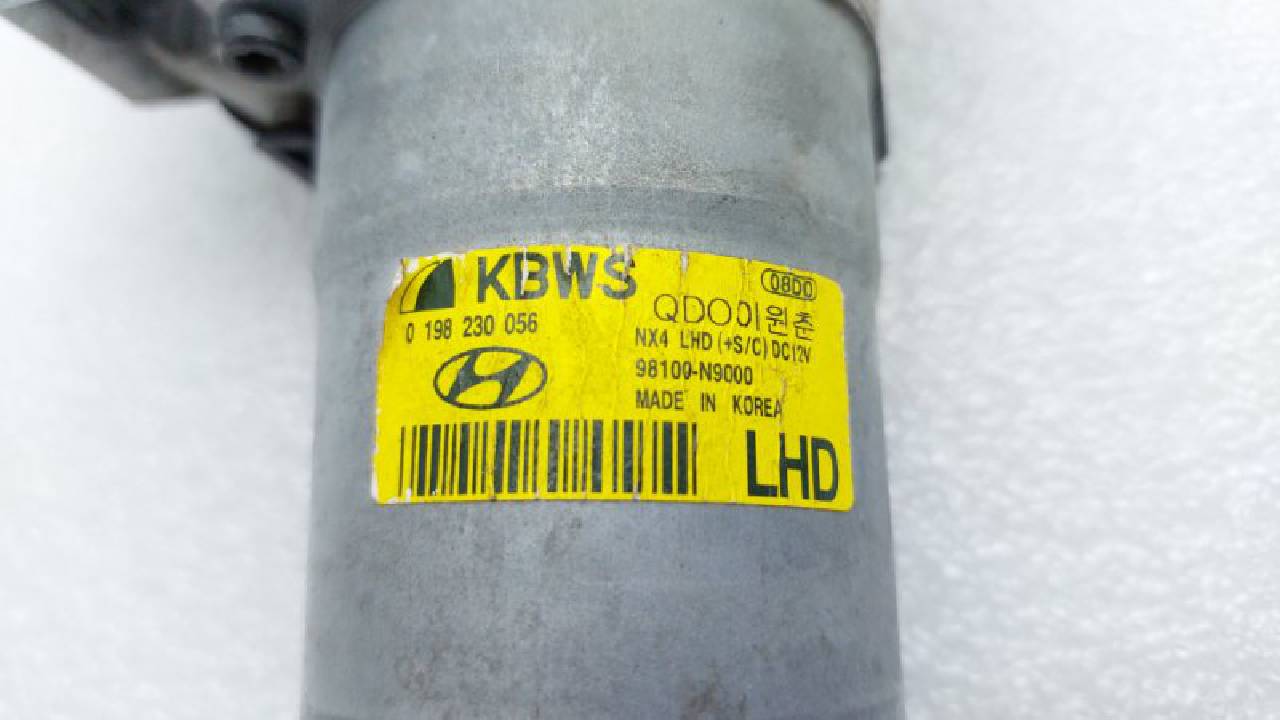 KBWS
08D0
QDO이원준
0 198 230 056
NX4 LHD (+S/C) DC12V
98100-N9000
MADE IN KOREA
LHD